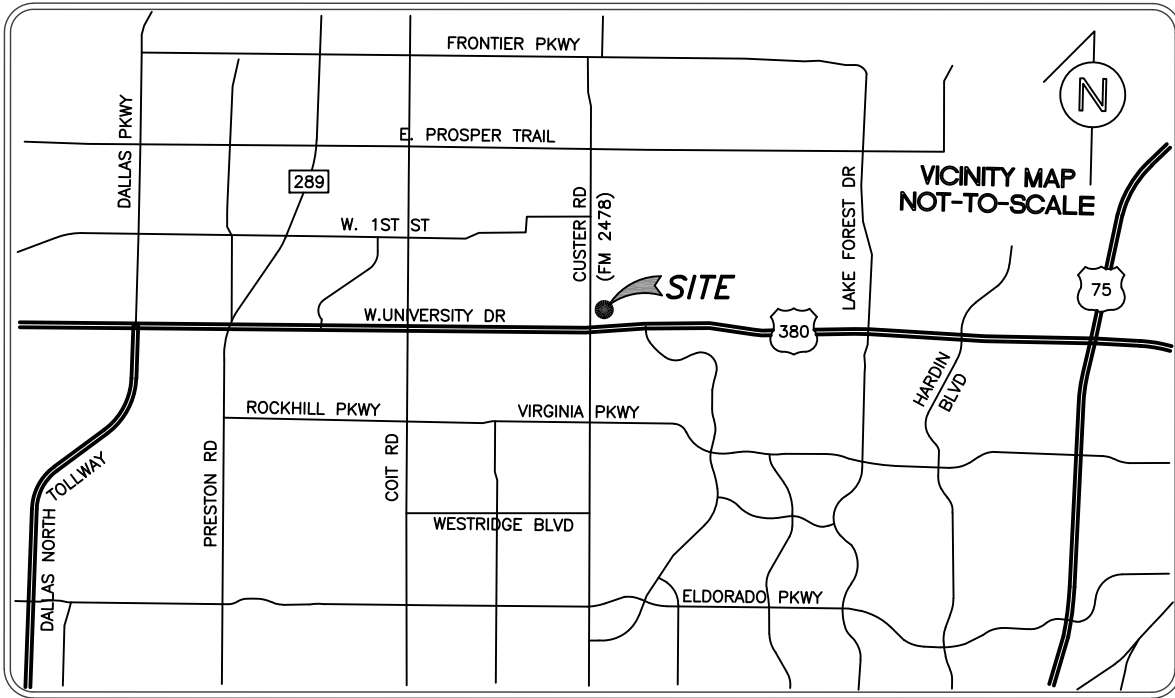 FRONTIER PKWY
DALLAS PKWY
E. PROSPER TRAIL
N
289
VICINITY MAP
NOT-TO-SCALE
W. 1ST ST
CUSTER RD
(FM 2478)
LAKE FOREST DR
SITE
75
W.UNIVERSITY DR
380
HARDIN
BLVD
ROCKHILL PKWY
VIRGINIA PKWY
PRESTON RD
COIT RD
WESTRIDGE BLVD
DALLAS NORTH TOLLWAY
ELDORADO PKWY